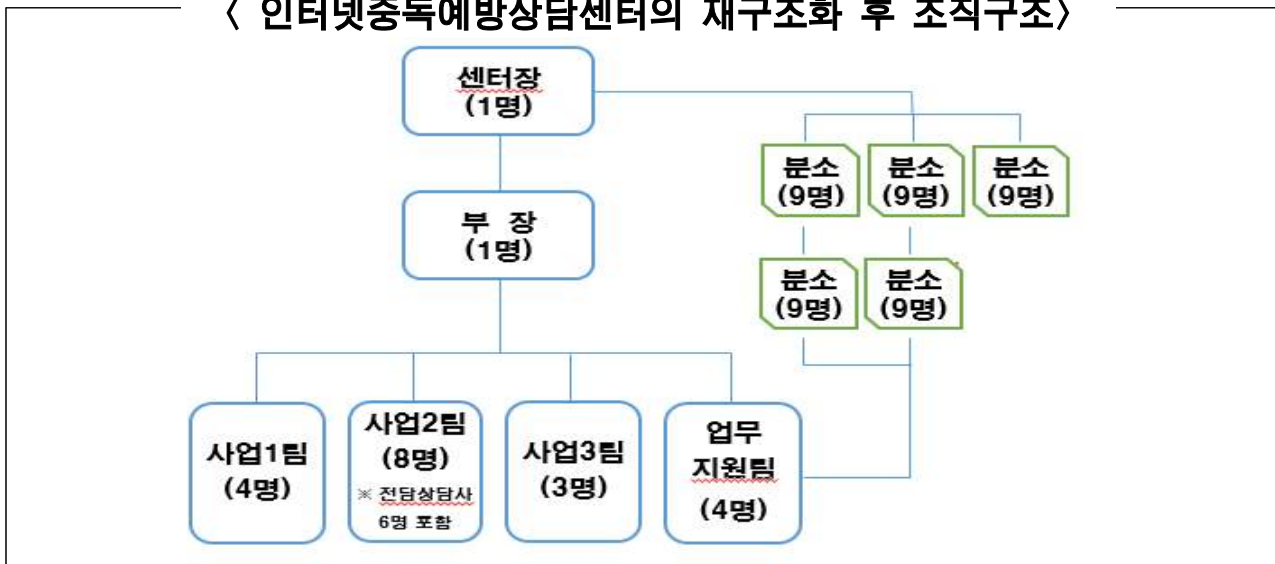 〈 인터넷중독예방상담센터의 재구조화 후 조직구조〉
센터장
(1명)
분소
(9명)
분소
(9명)
분소
(9명)
부 장
(1명)
분소
(9명)
분소
(9명)
사업1팀
(4명)
사업2팀
(8명)
※ 전담상담사
6명 포함
사업3팀
(3명)
업무
지원팀
(4명)